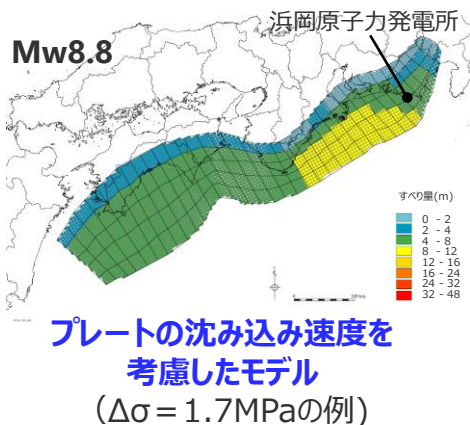 浜岡原子力発電所
Mw8.8
すべり量(m)
0 - 2
2 - 4
4 - 8
8 - 12
12 - 16
16 - 24
24 - 32
32 - 48
プレートの沈み込み速度を
考慮したモデル
（Δσ＝1.7MPaの例)